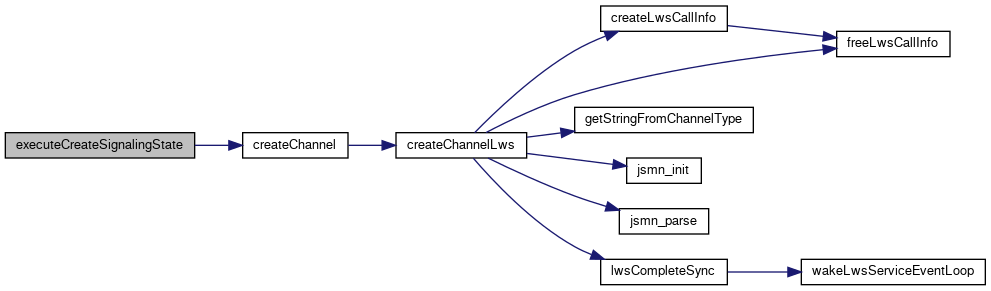 executeCreateSignalingState
createChannel
createChannelLws
createLwsCallInfo
freeLwsCallInfo
getStringFromChannelType
jsmn_init
jsmn_parse
lwsCompleteSync
wakeLwsServiceEventLoop